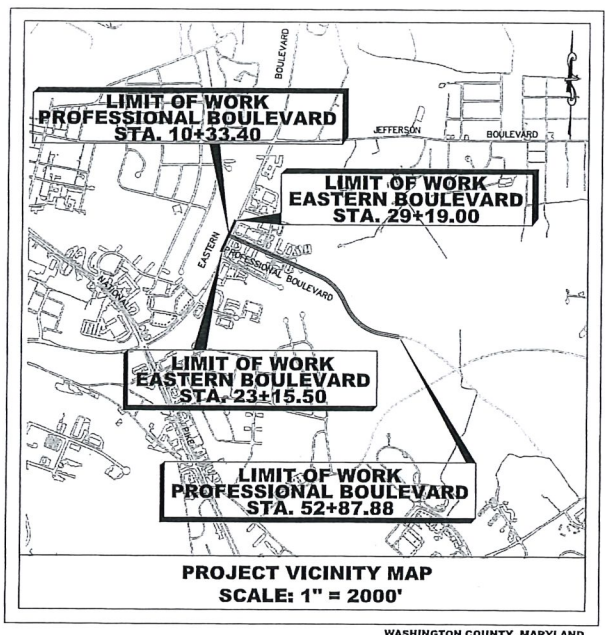 BOULEVARD
LIMIT OF WORK
PROFESSIONAL BOULEVARD
STA. 10+33.40
JEFFERSON BOULEVARD
LIMIT OF WORK
EASTERN BOULEVARD
STA. 29+19.00
EASTERN
PROFESSIONAL BOULEVARD
NATIONAL
LIMIT OF WORK
EASTERN BOULEVARD
STA. 23+15.50
PIKE
LIMIT OF WORK
PROFESSIONAL BOULEVARD
STA. 52+87.88
PROJECT VICINITY MAP
SCALE: 1" = 2000'
WASHINGTON COUNTY, MARYLAND